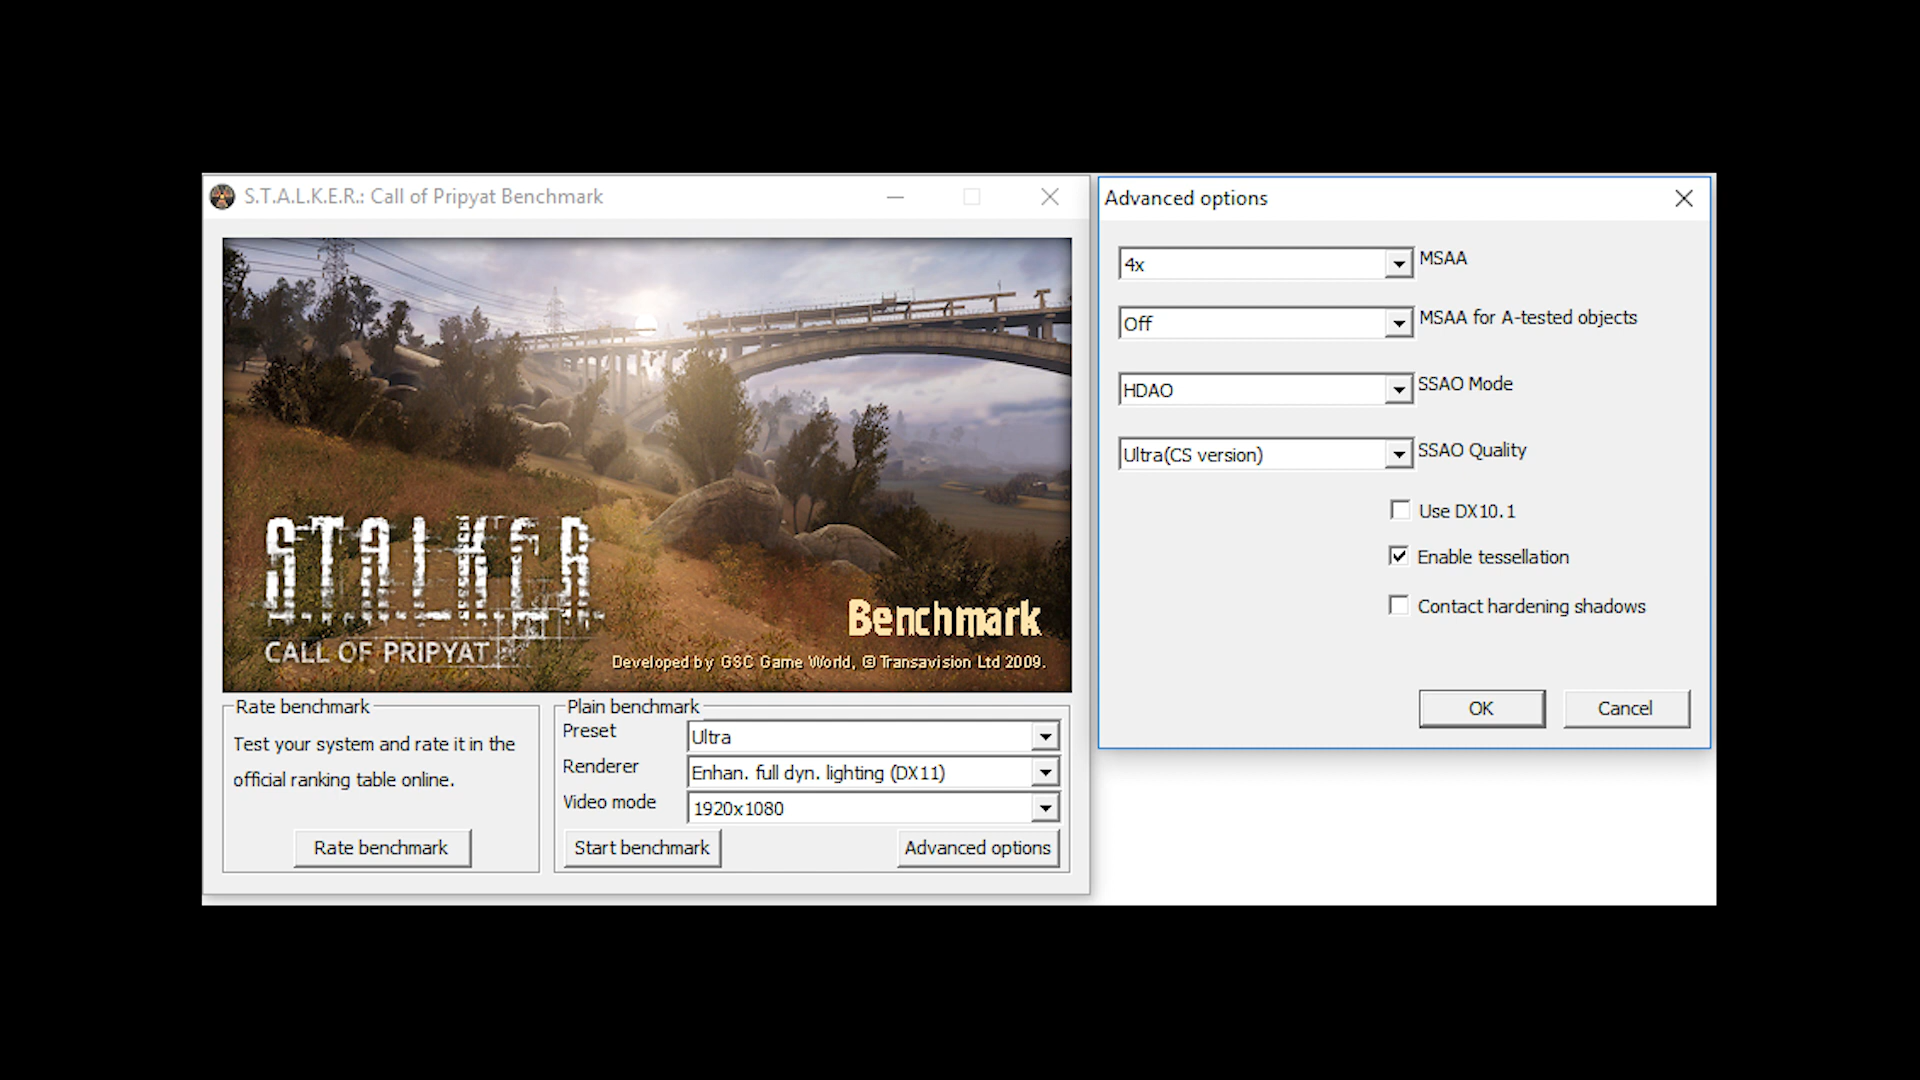 S.T.A.L.K.E.R.: Call of Pripyat Benchmark
S.T.A.L.K.E.R.
CALL OF PRIPYAT
Benchmark
Developed by GSC Game World, © Transavision Ltd 2009.
Rate benchmark
Test your system and rate it in the
official ranking table online.
Rate benchmark
Plain benchmark
Preset
Ultra
Renderer
Enhan. full dyn. lighting (DX11)
Video mode
1920x1080
Start benchmark
Advanced options
Advanced options
4x
MSAA
Off
MSAA for A-tested objects
HDAO
SSAO Mode
Ultra(CS version)
SSAO Quality
Use DX10.1
Enable tessellation
Contact hardening shadows
OK
Cancel